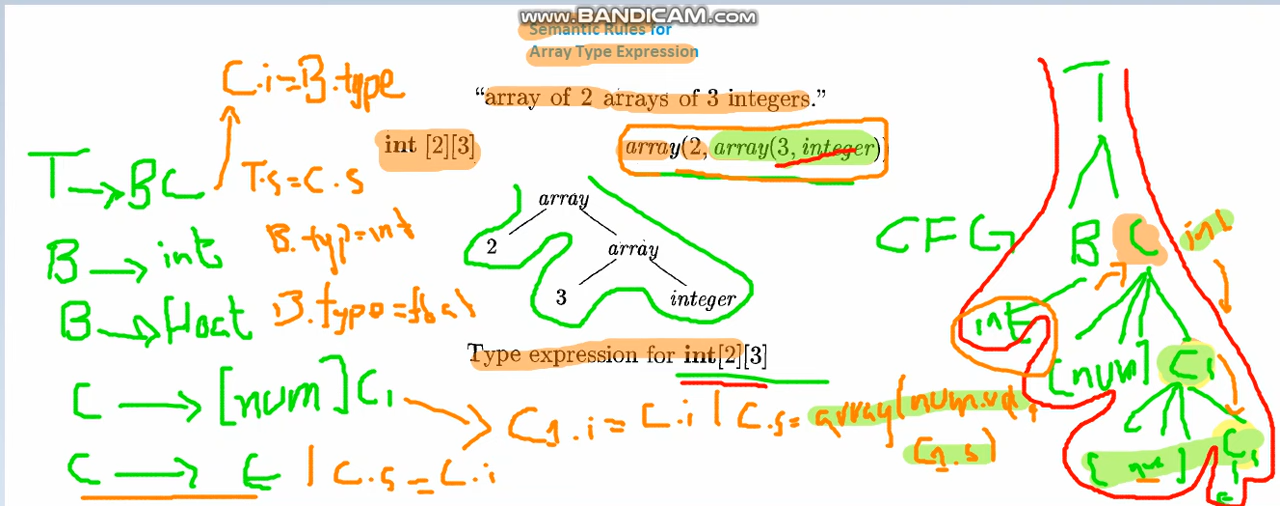 www.BANDICAM.com
Semantic Rules for
Array Type Expression
C.i=B.type
“array of 2 arrays of 3 integers.”
int [2][3]
array(2, array(3, integer))
T→BC
T.s=C.s
B→int
B.type=int
B→float
B.type=float
array
2
array
3
integer
Type expression for int[2][3]
C→[num]C1
C1.i=C.i | C.s=array(num.val,
C1.s)
C→E | C.s=C.i
CFG
T
B C int
int
[num] C1
[num] C1
E